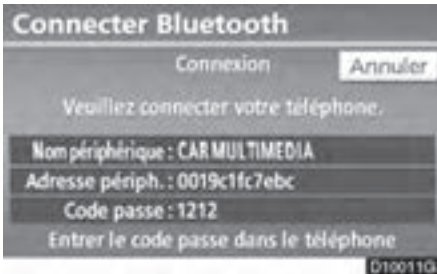 Connecter Bluetooth
Connexion
Annuler
Veuillez connecter votre téléphone.
Nom périphérique : CAR MULTIMEDIA
Adresse périph. : 0019c1fc7ebc
Code passe : 1212
Entrer le code passe dans le téléphone
D10011G